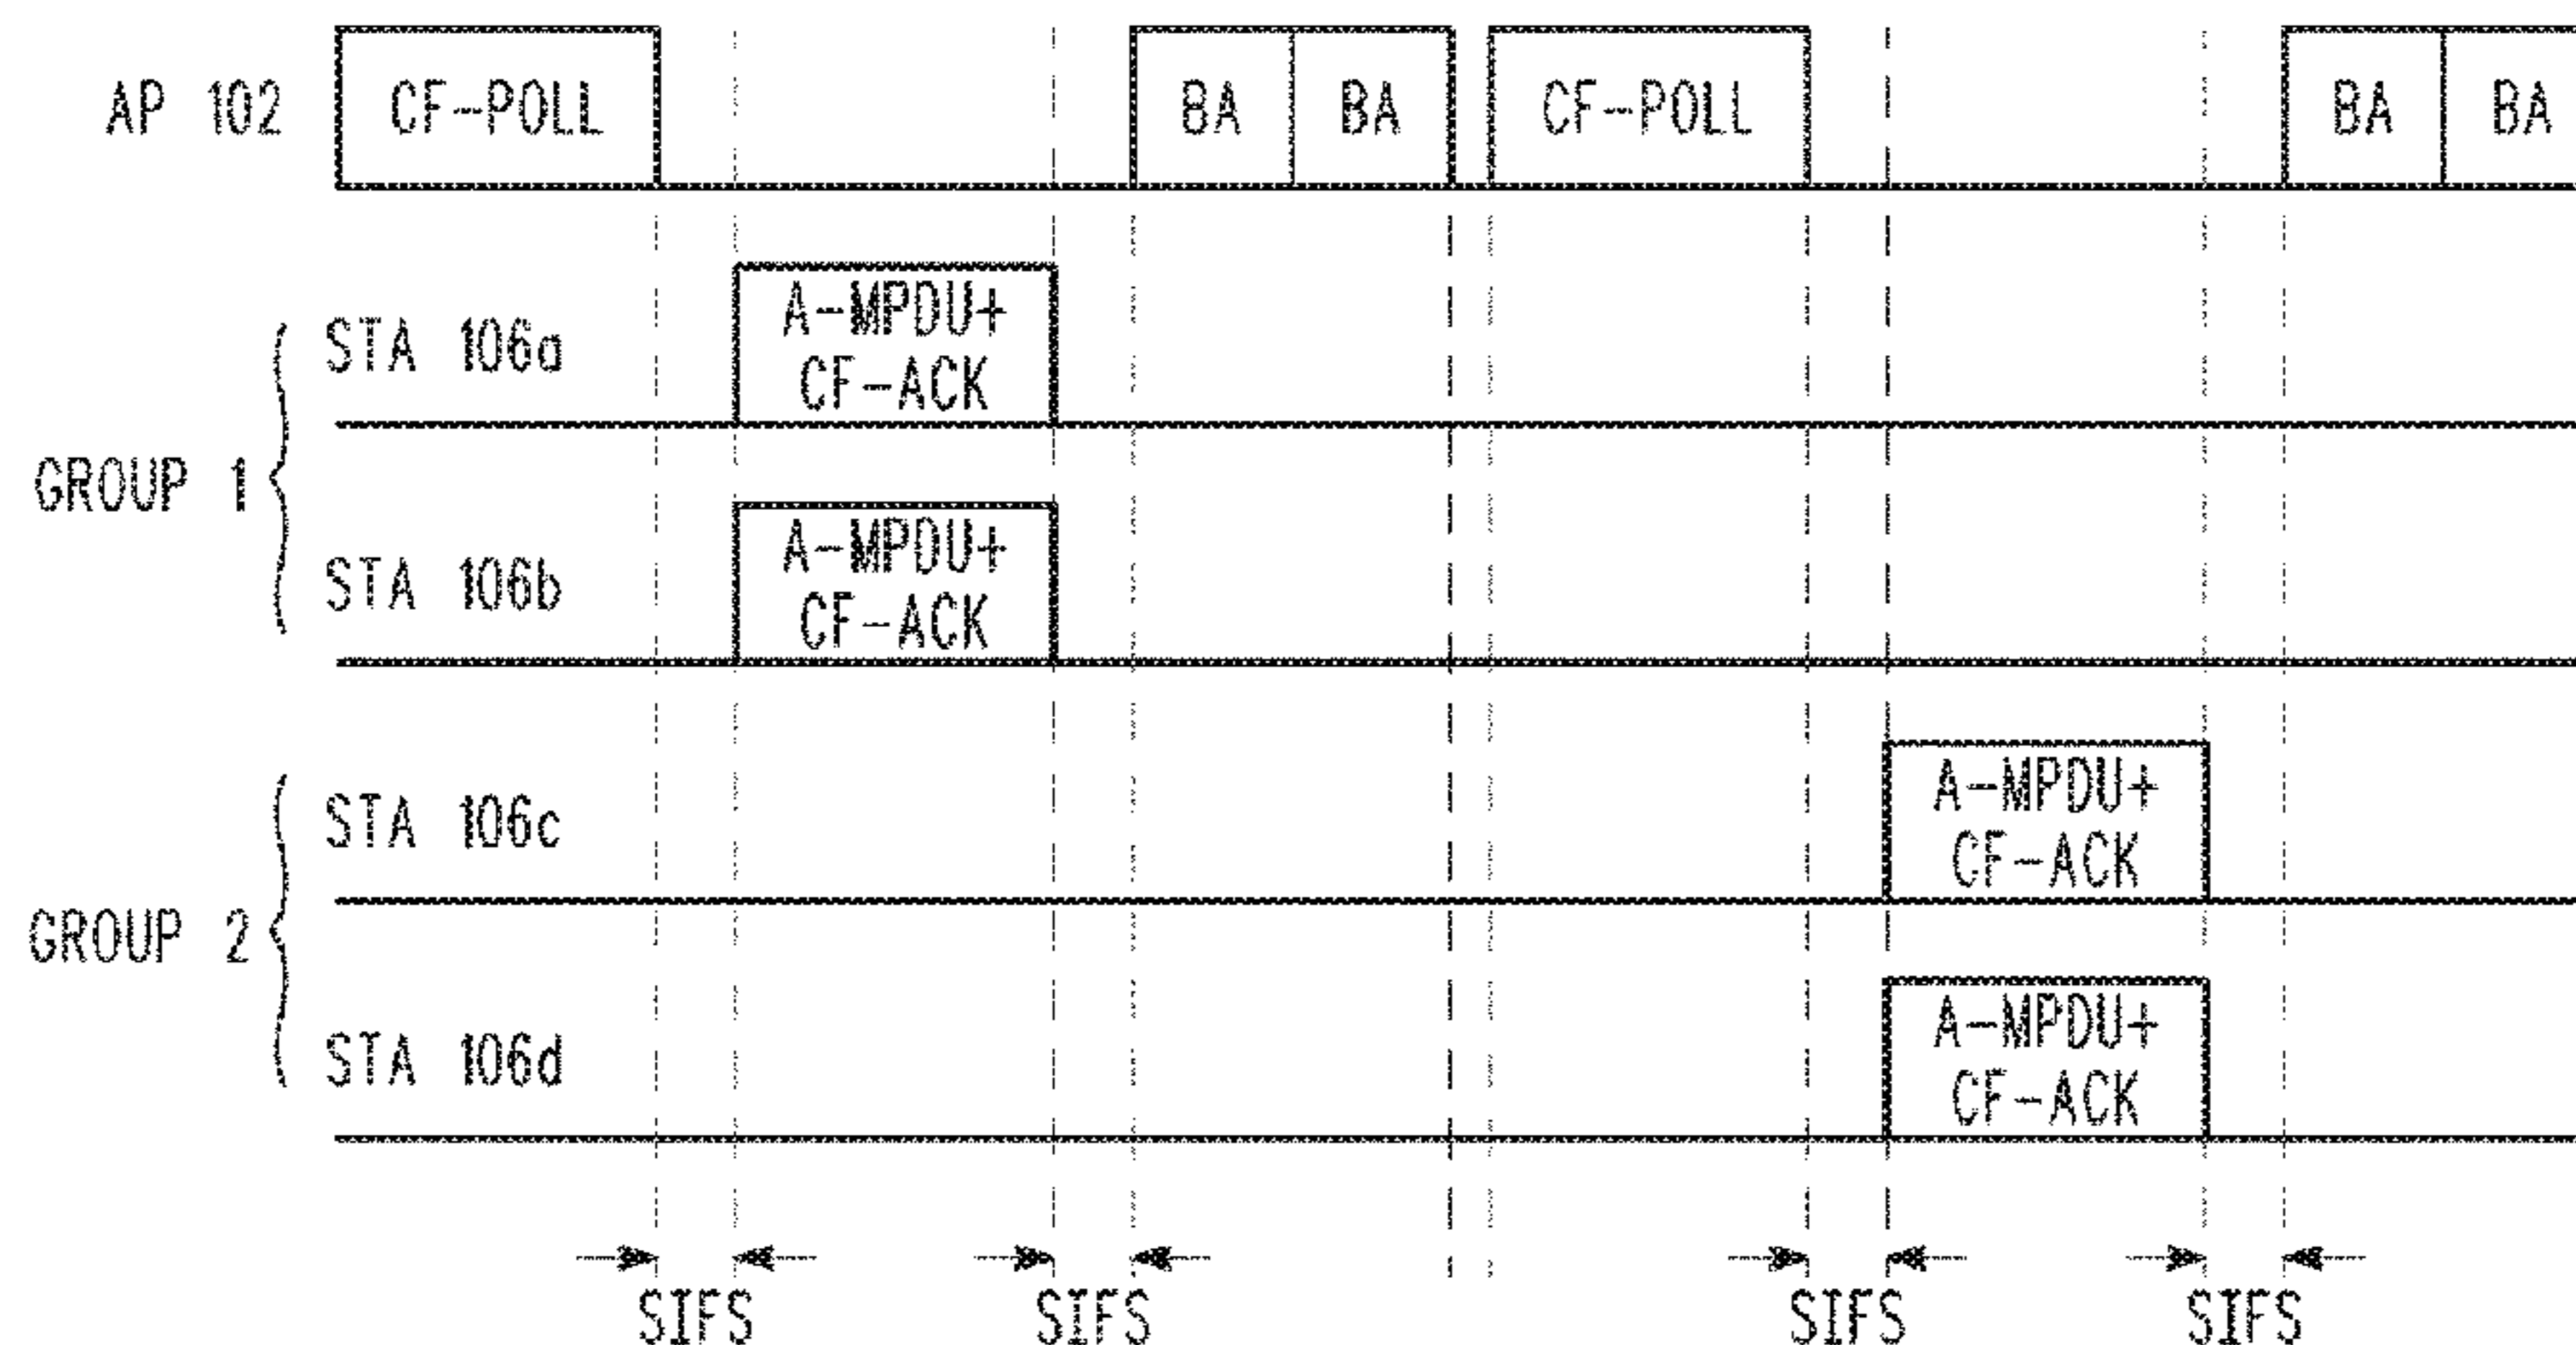 AP 102
CF-POLL
BA
BA
CF-POLL
BA
BA
GROUP 1
STA 106a
A-MPDU+
CF-ACK
STA 106b
A-MPDU+
CF-ACK
GROUP 2
STA 106c
A-MPDU+
CF-ACK
STA 106d
A-MPDU+
CF-ACK
SIFS
SIFS
SIFS
SIFS